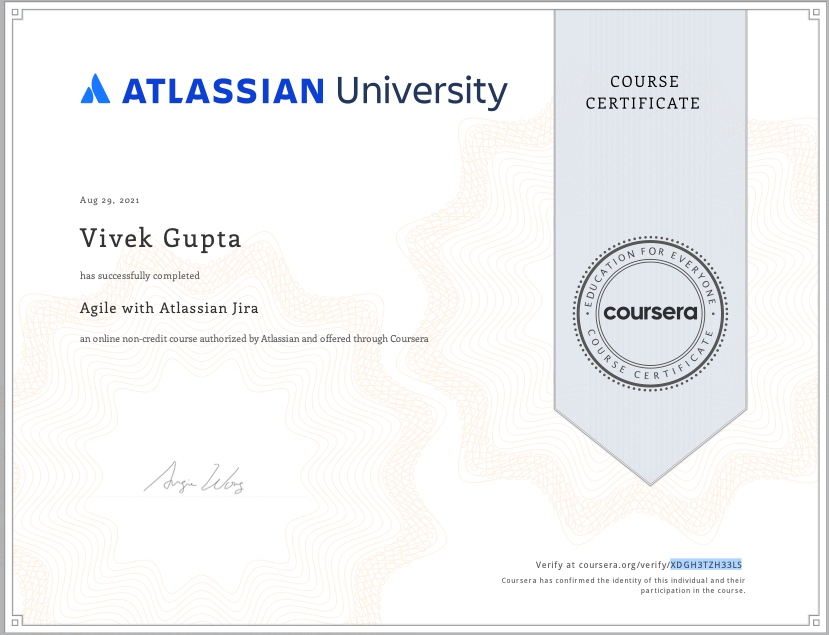 ATLASSIAN University
COURSE
CERTIFICATE
Aug 29, 2021
Vivek Gupta
has successfully completed
Agile with Atlassian Jira
an online non-credit course authorized by Atlassian and offered through Coursera
EDUCATION FOR EVERYONE
coursera
COURSE CERTIFICATE
Angie Wong
Verify at coursera.org/verify/XDGH3TZH33LS
Coursera has confirmed the identity of this individual and their
participation in the course.